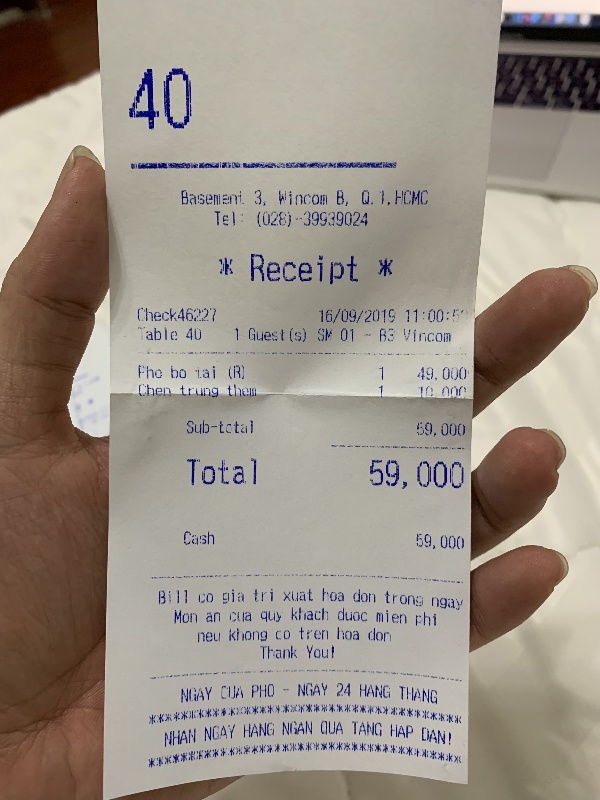 40
Basement 3, Wincom B, Q.1,HCMC
Tel: (028)-39939024
* Receipt *
Check46227 16/09/2019 11:00:5
Table 40 1 Guest(s) SM 01 - B3 Vincom
Pho bo tai (R) 1 49,000
Chen trung them 1 10,000
Sub-total 59,000
Total 59,000
Cash 59,000
Bill co gia tri xuat hoa don trong ngay
Mon an cua quy khach duoc mien phi
neu khong co tren hoa don
Thank You!
NGAY CUA PHO - NGAY 24 HANG THANG
****************************************
NHAN NGAY HANG NGAN QUA TANG HAP DAN!
****************************************